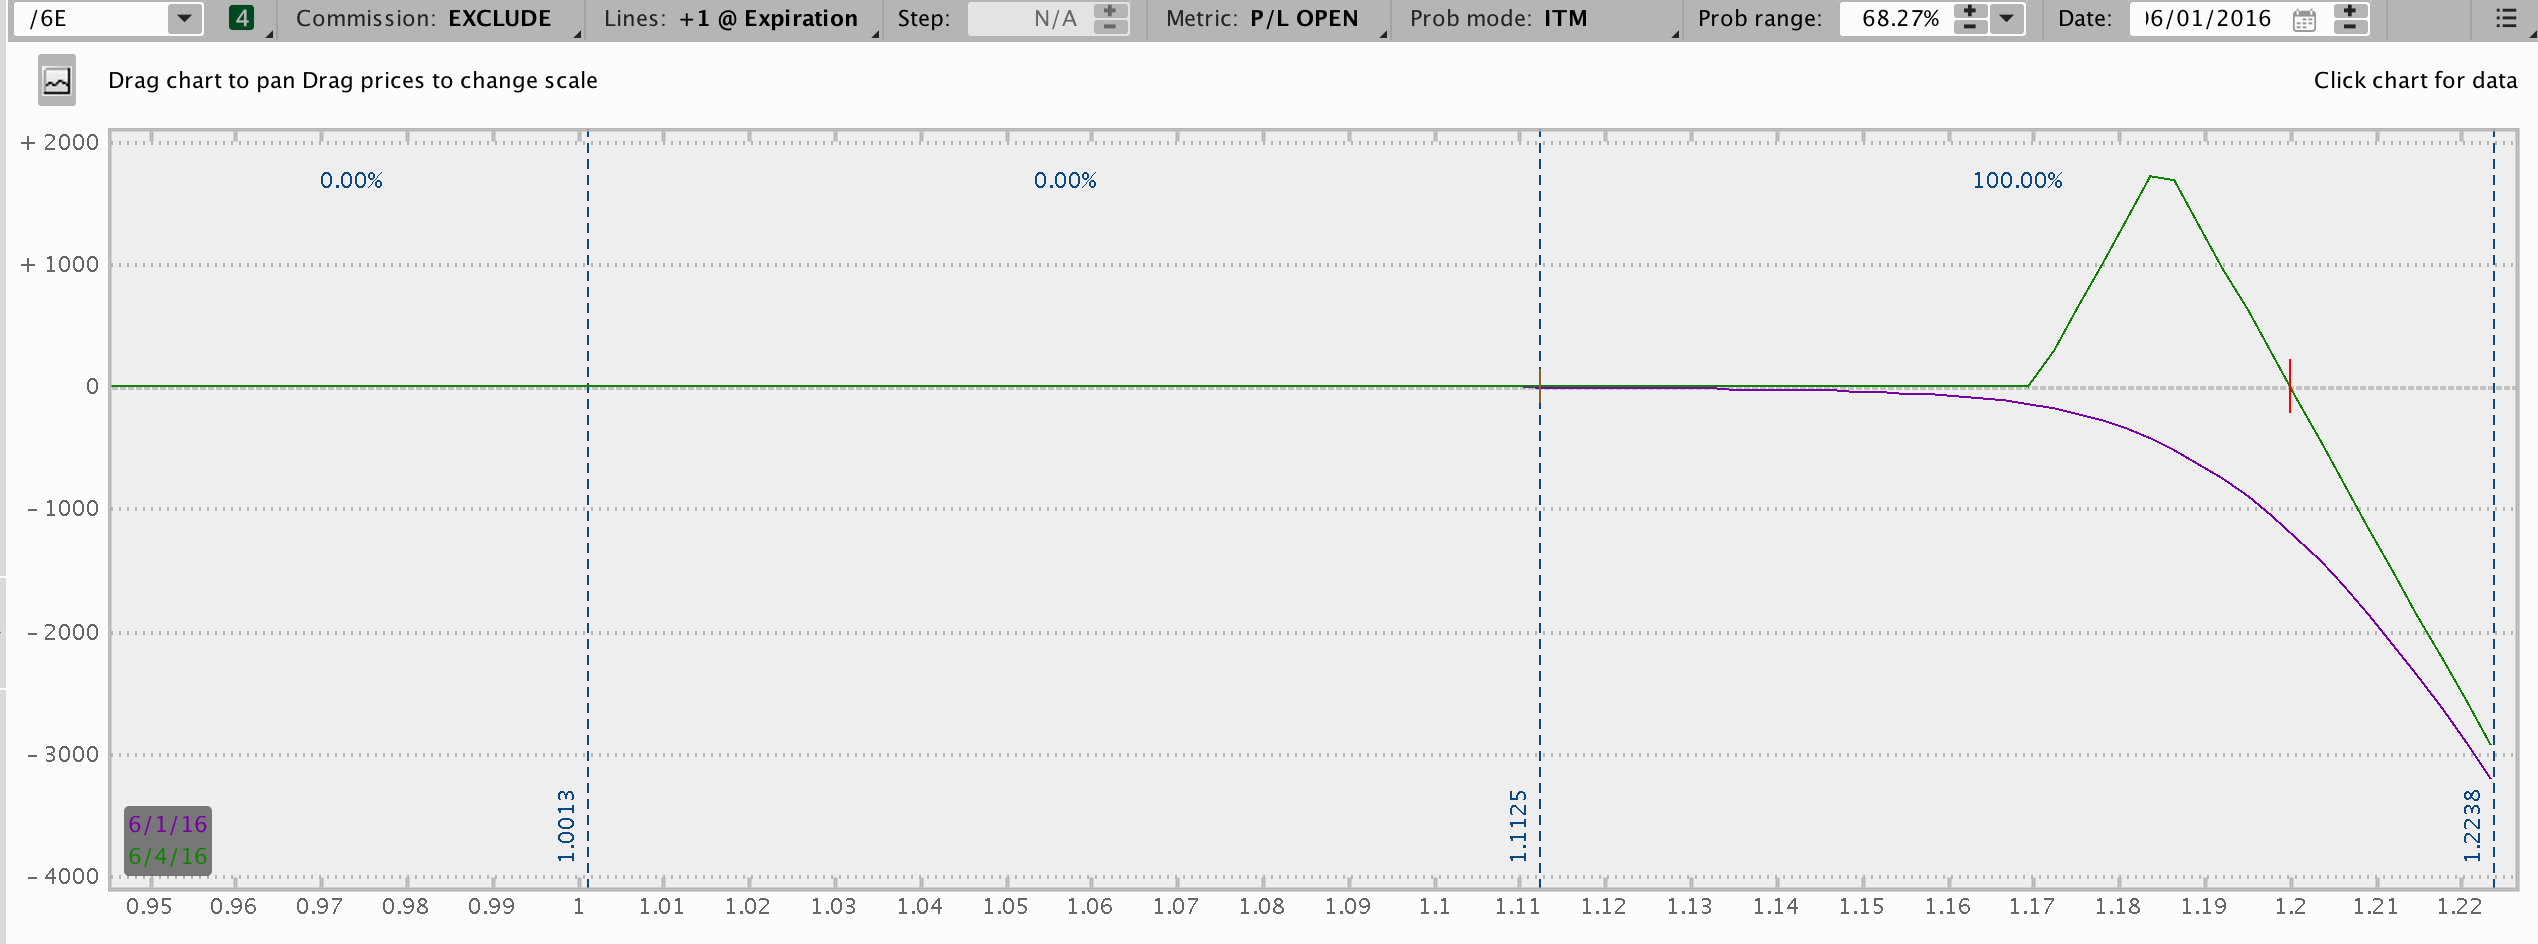 /6E 4 Commission: EXCLUDE Lines: +1 @ Expiration Step: N/A Metric: P/L OPEN Prob mode: ITM Prob range: 68.27% Date: 06/01/2016
Drag chart to pan Drag prices to change scale Click chart for data
+ 2000
0.00% 0.00% 100.00%
+ 1000
0
- 1000
- 2000
- 3000
1.0013 1.1125 1.2238
6/1/16
6/4/16
- 4000
0.95 0.96 0.97 0.98 0.99 1 1.01 1.02 1.03 1.04 1.05 1.06 1.07 1.08 1.09 1.1 1.11 1.12 1.13 1.14 1.15 1.16 1.17 1.18 1.19 1.2 1.21 1.22